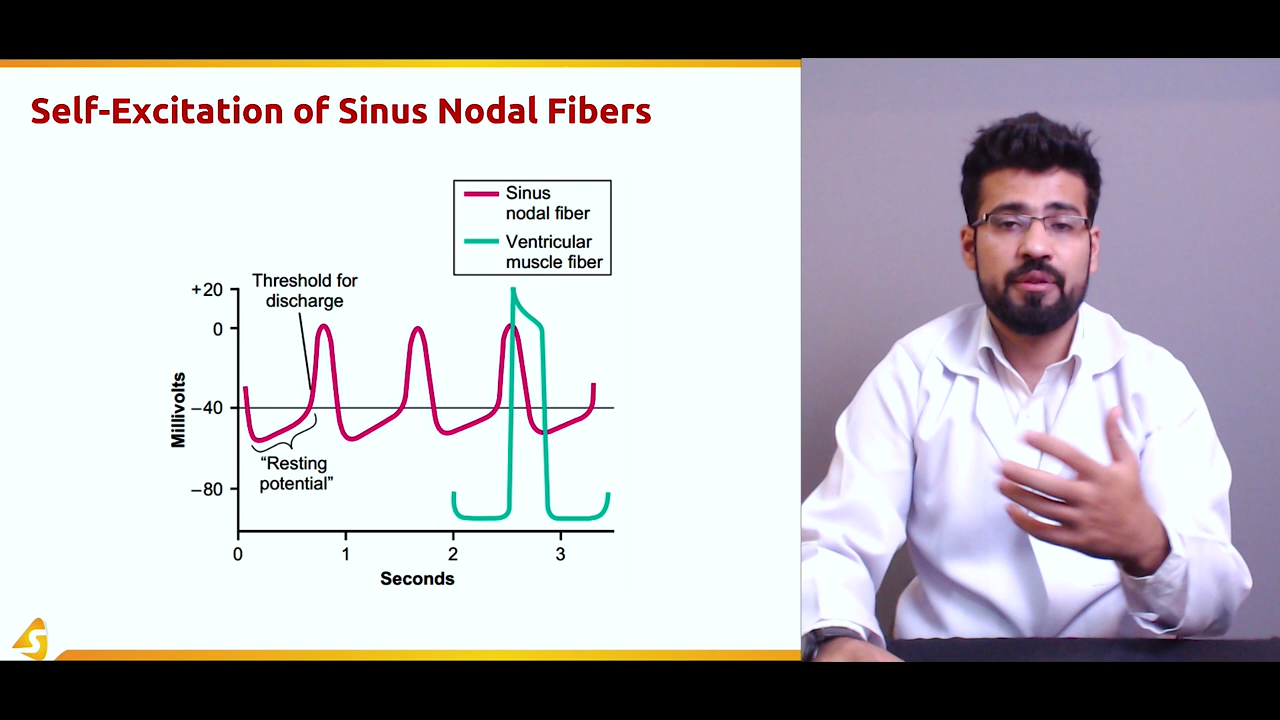 Self-Excitation of Sinus Nodal Fibers
Sinus
nodal fiber
Ventricular
muscle fiber
Threshold for
discharge
+20
0
–40
–80
Millivolts
“Resting
potential”
0
1
2
3
Seconds
S